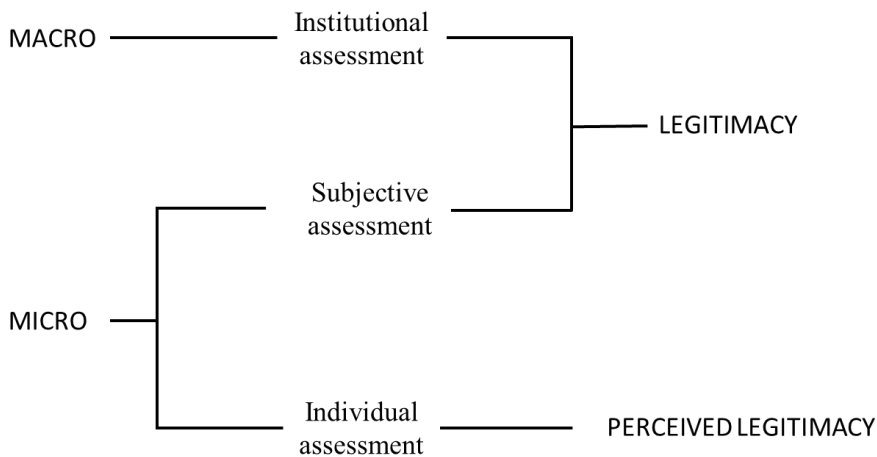 MACRO
Institutional
assessment
LEGITIMACY
Subjective
assessment
MICRO
Individual
assessment
PERCEIVED LEGITIMACY